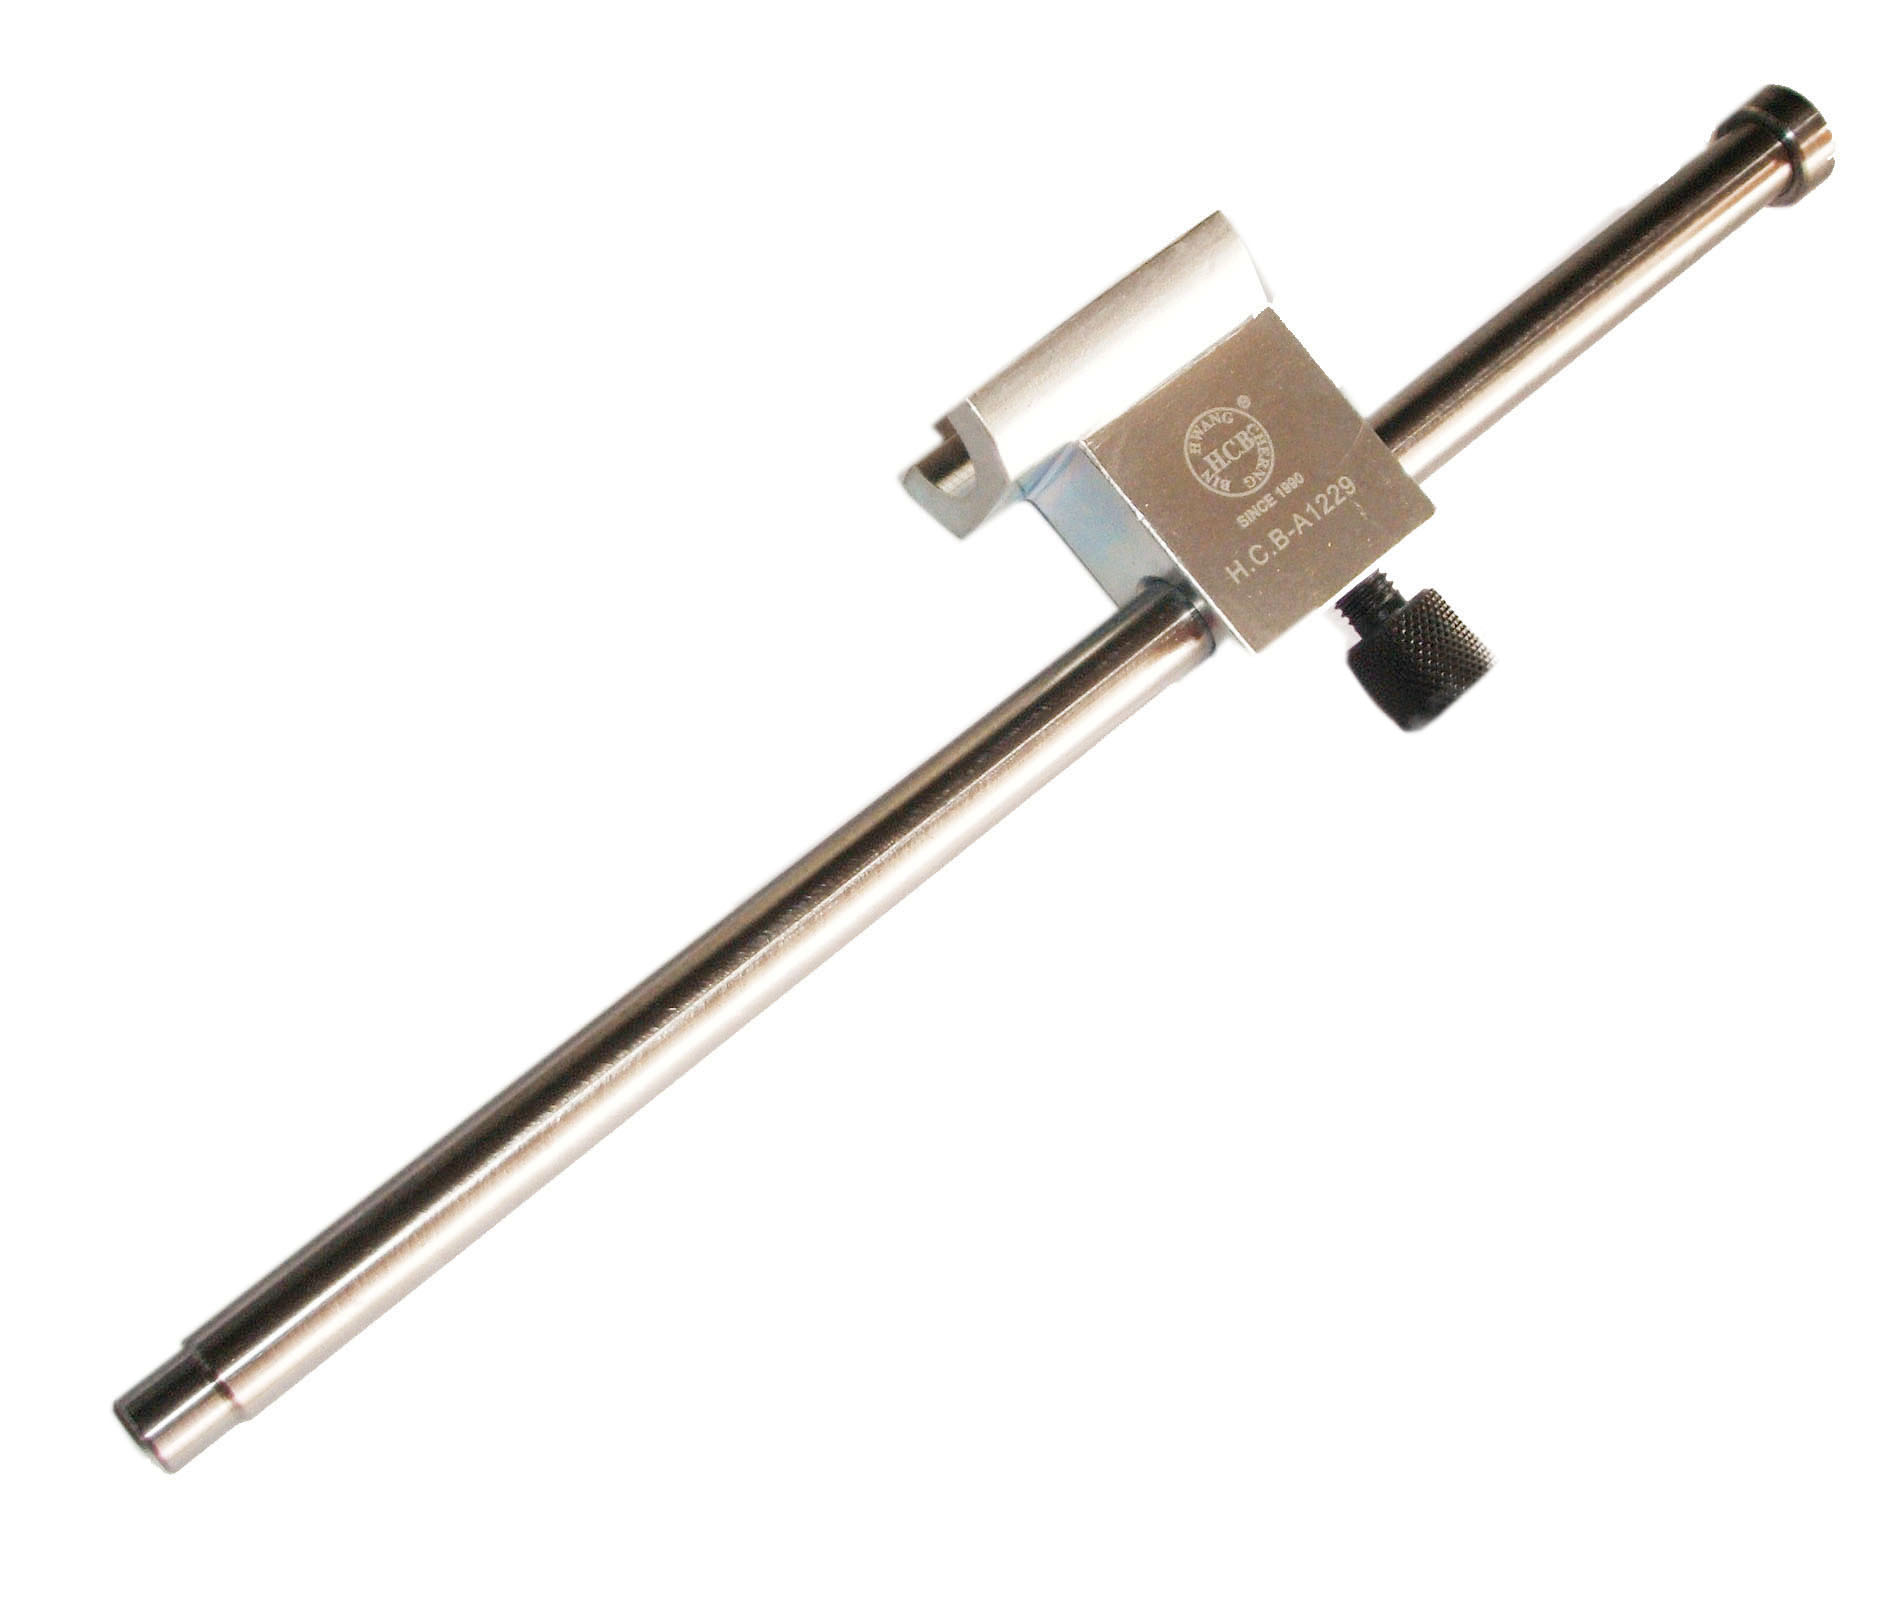 HWANG CHERNG BIN
H.C.B
®
SINCE 1990
H.C.B-A1229